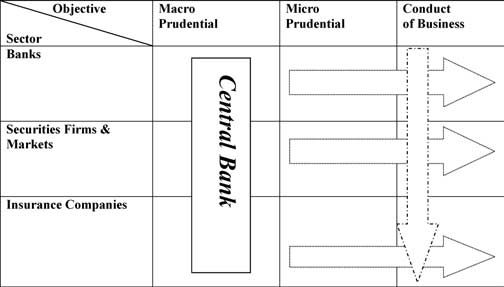 Objective
Sector
Macro
Prudential
Micro
Prudential
Conduct
of Business
Banks
Securities Firms &
Markets
Insurance Companies
Central Bank